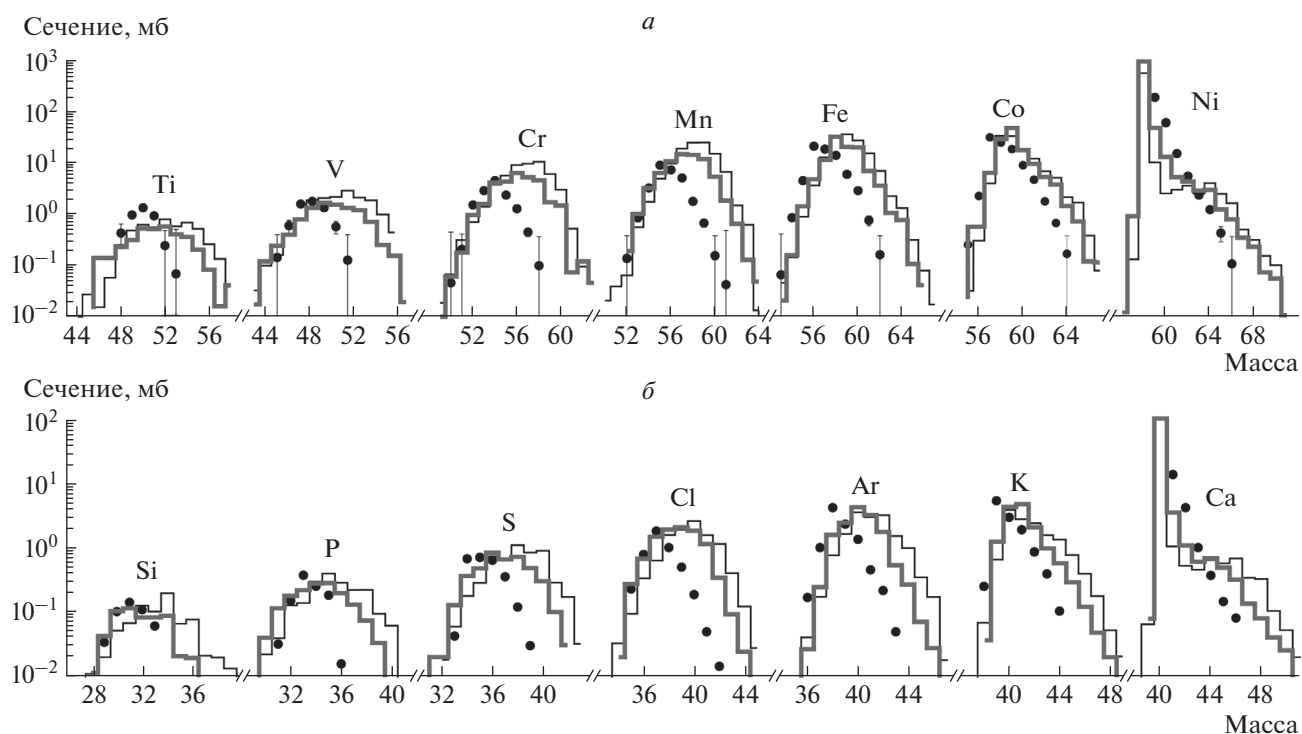 Сечение, мб
а
10³
10²
10¹
10⁰
10⁻¹
10⁻²
Ti
V
Cr
Mn
Fe
Co
Ni
44 48 52 56 44 48 52 56 52 56 60 52 56 60 64 56 60 64 56 60 64 60 64 68
Масса
Сечение, мб
б
10²
10¹
10⁰
10⁻¹
10⁻²
Si
P
S
Cl
Ar
K
Ca
28 32 36 32 36 40 32 36 40 36 40 44 36 40 44 40 44 48 40 44 48
Масса